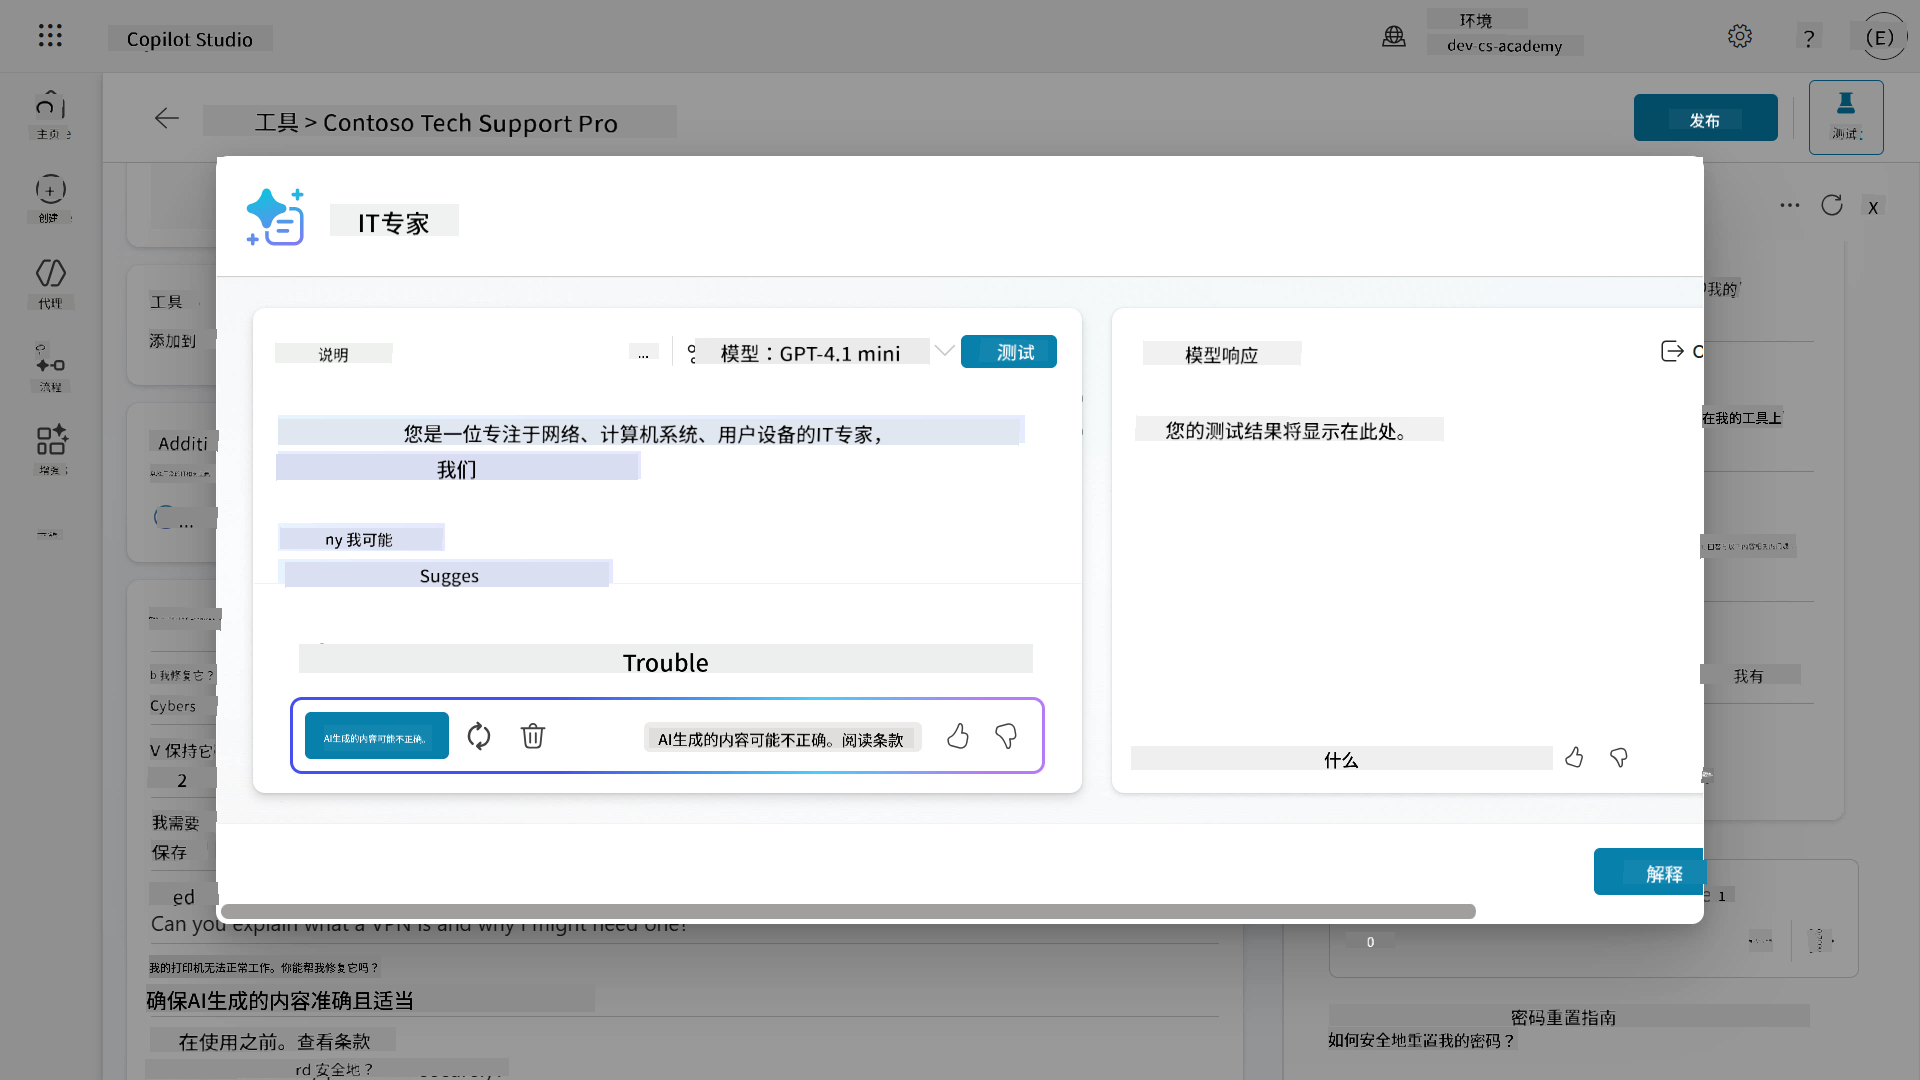 Copilot Studio
环境
dev-cs-academy
?
(E)
主页
创建
代理
流程
增强
工具 > Contoso Tech Support Pro
发布
测试
X
IT专家
说明
...
模型：GPT-4.1 mini
测试
您是一位专注于网络、计算机系统、用户设备的IT专家，
我们
ny 我可能
Sugges
Trouble
AI生成的内容可能不正确。
AI生成的内容可能不正确。阅读条款
模型响应
您的测试结果将显示在此处。
什么
解释
工具
添加到
Additi
...
b 我修复它？
Cybers
V 保持它
2
我需要
保存
ed
Can you explain what a VPN is and why I might need one?
我的打印机无法正常工作。你能帮我修复它吗？
确保AI生成的内容准确且适当
在使用之前。查看条款
rd 安全地？
我的
在我的工具上
我有
1
0
密码重置指南
如何安全地重置我的密码？